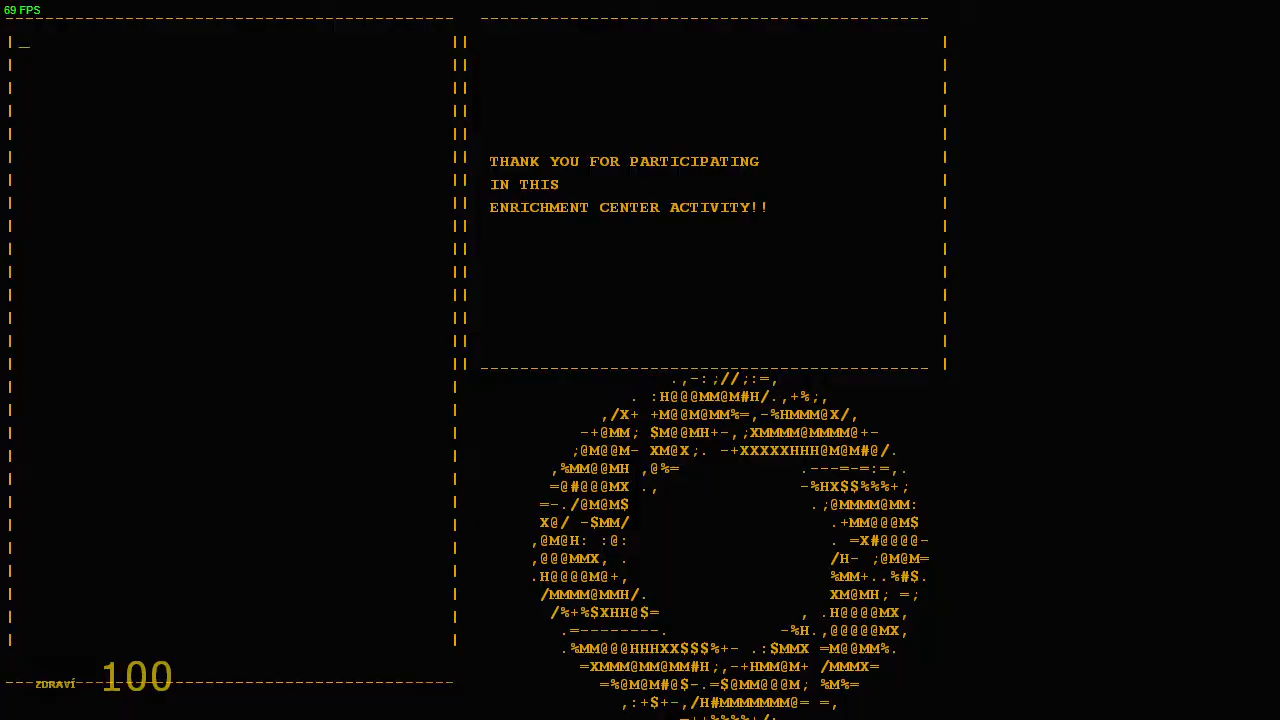 69 FPS
THANK YOU FOR PARTICIPATING
IN THIS
ENRICHMENT CENTER ACTIVITY!!
ZDRAVÍ 100